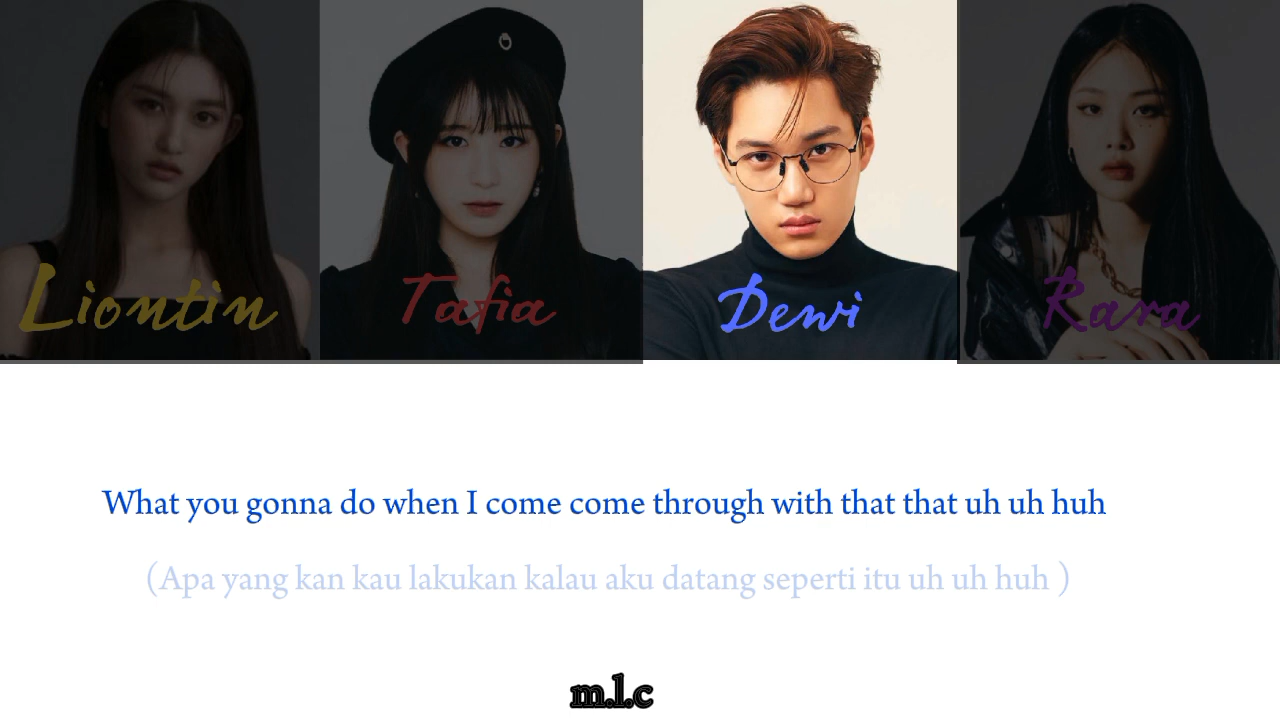 Liontin
Tafia
Dewi
Rara
What you gonna do when I come come through with that that uh uh huh
(Apa yang kan kau lakukan kalau aku datang seperti itu uh uh huh )
m.l.c